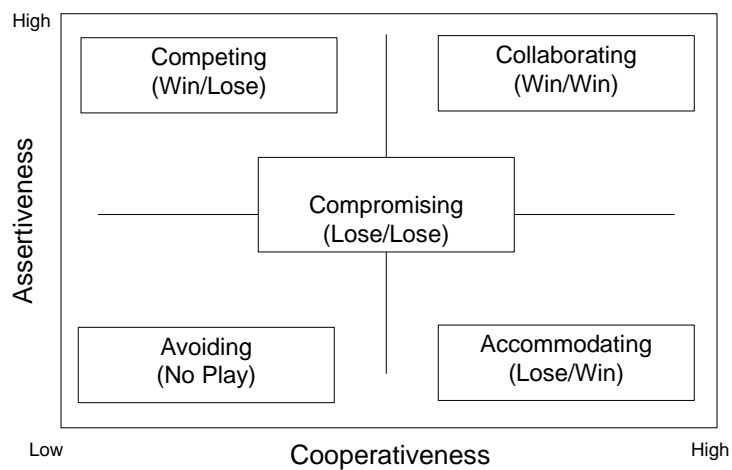 High
Competing
(Win/Lose)
Collaborating
(Win/Win)
Assertiveness
Compromising
(Lose/Lose)
Avoiding
(No Play)
Accommodating
(Lose/Win)
Low
Cooperativeness
High